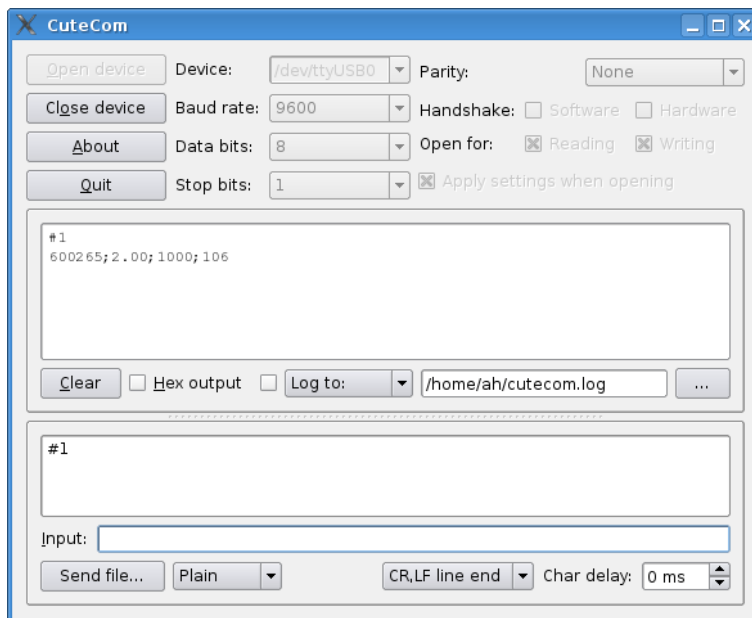 CuteCom
Open device Device: /dev/ttyUSB0 Parity: None
Close device Baud rate: 9600 Handshake: Software Hardware
About Data bits: 8 Open for: Reading Writing
Quit Stop bits: 1 Apply settings when opening
#1
600265;2.00;1000;106
Clear Hex output Log to: /home/ah/cutecom.log ...
#1
Input:
Send file... Plain CR,LF line end Char delay: 0 ms